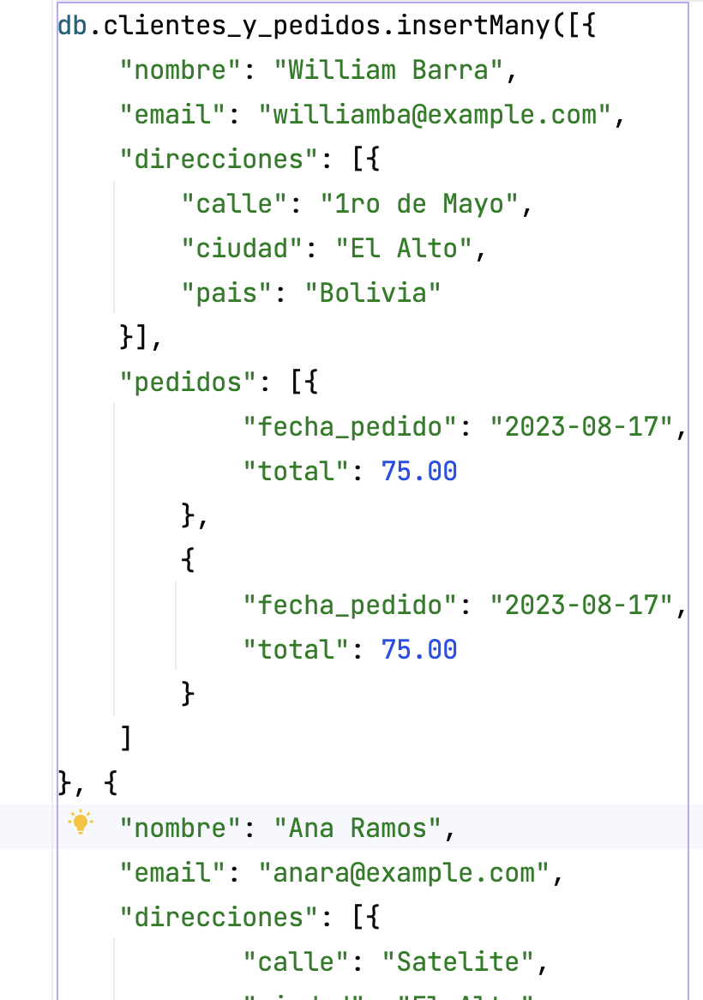 db.clientes_y_pedidos.insertMany([{
"nombre": "William Barra",
"email": "williamba@example.com",
"direcciones": [{
"calle": "1ro de Mayo",
"ciudad": "El Alto",
"pais": "Bolivia"
}],
"pedidos": [{
"fecha_pedido": "2023-08-17",
"total": 75.00
},
{
"fecha_pedido": "2023-08-17",
"total": 75.00
}
]
}, {
"nombre": "Ana Ramos",
"email": "anara@example.com",
"direcciones": [{
"calle": "Satelite",